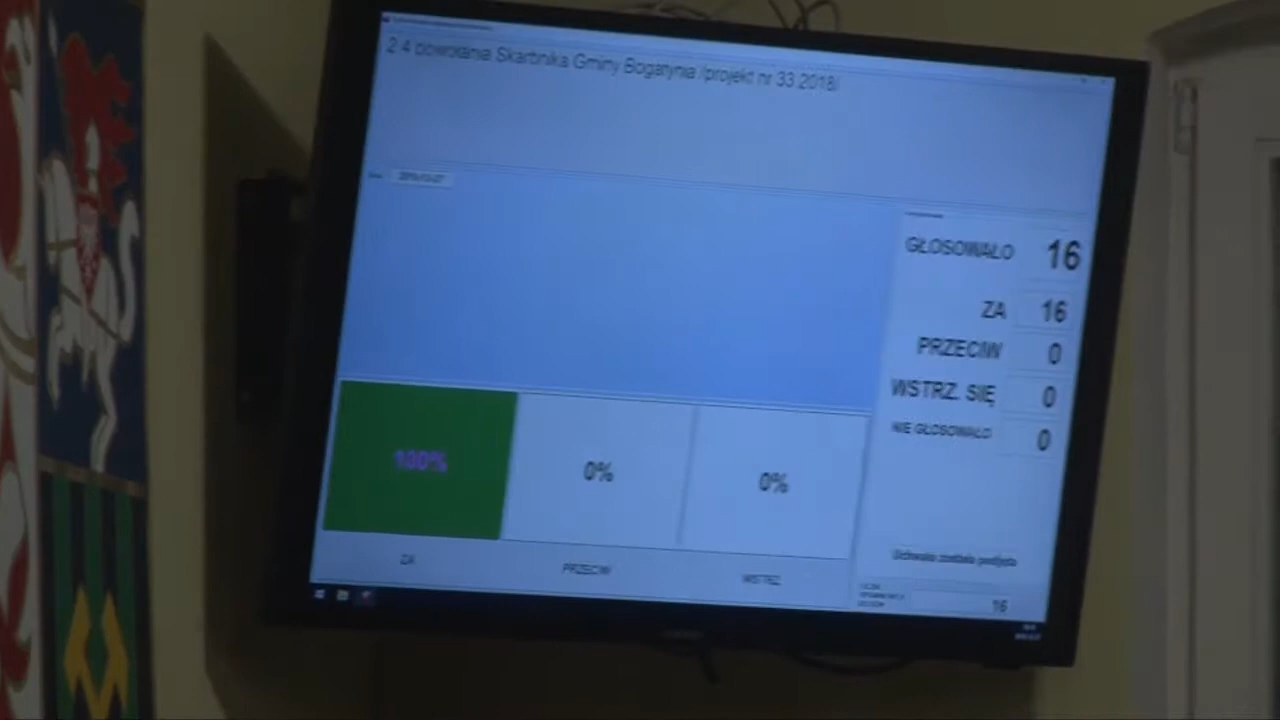 2.4 powołania Skarbnika Gminy Bogatynia /projekt nr 33.2018/
GŁOSOWAŁO 16
ZA 16
PRZECIW 0
WSTRZ. SIĘ 0
NIE GŁOSOWAŁO 0
100% 0% 0%
ZA PRZECIW WSTRZ.
Uchwała została podjęta
16